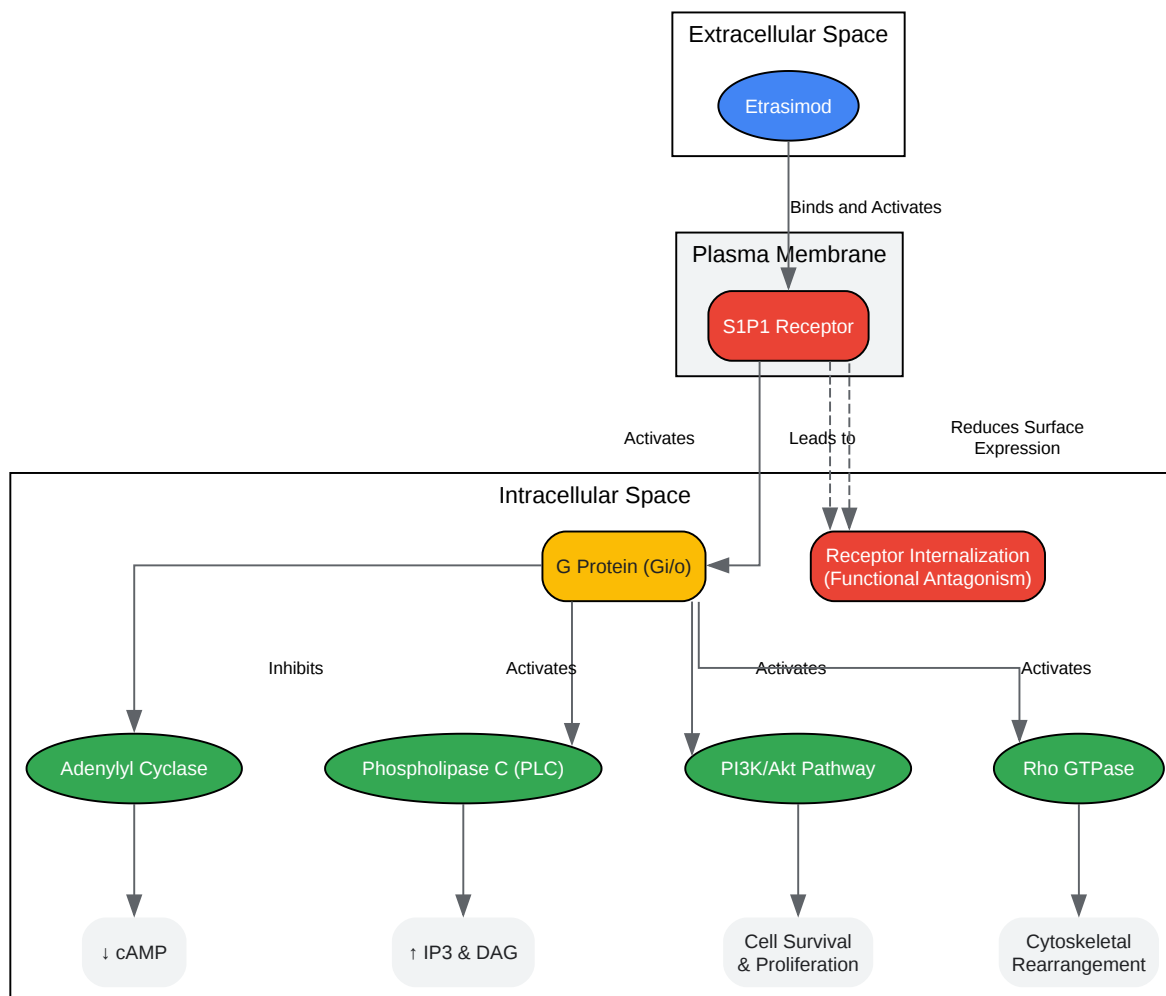 Extracellular Space
Etrasimod
Binds and Activates
Plasma Membrane
S1P1 Receptor
Activates
Leads to
Reduces Surface
Expression
Intracellular Space
G Protein (Gi/o)
Receptor Internalization
(Functional Antagonism)
Inhibits
Activates
Activates
Activates
Adenylyl Cyclase
Phospholipase C (PLC)
PI3K/Akt Pathway
Rho GTPase
↓ cAMP
↑ IP3 & DAG
Cell Survival
& Proliferation
Cytoskeletal
Rearrangement